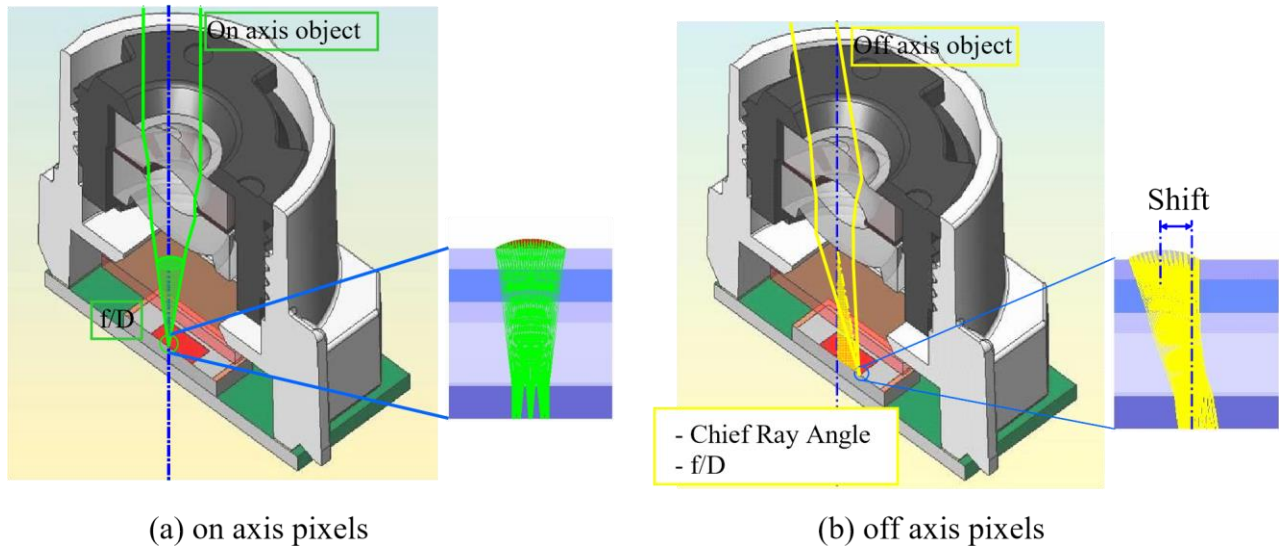 On axis object
f/D
(a) on axis pixels
Off axis object
Shift
- Chief Ray Angle
- f/D
(b) off axis pixels